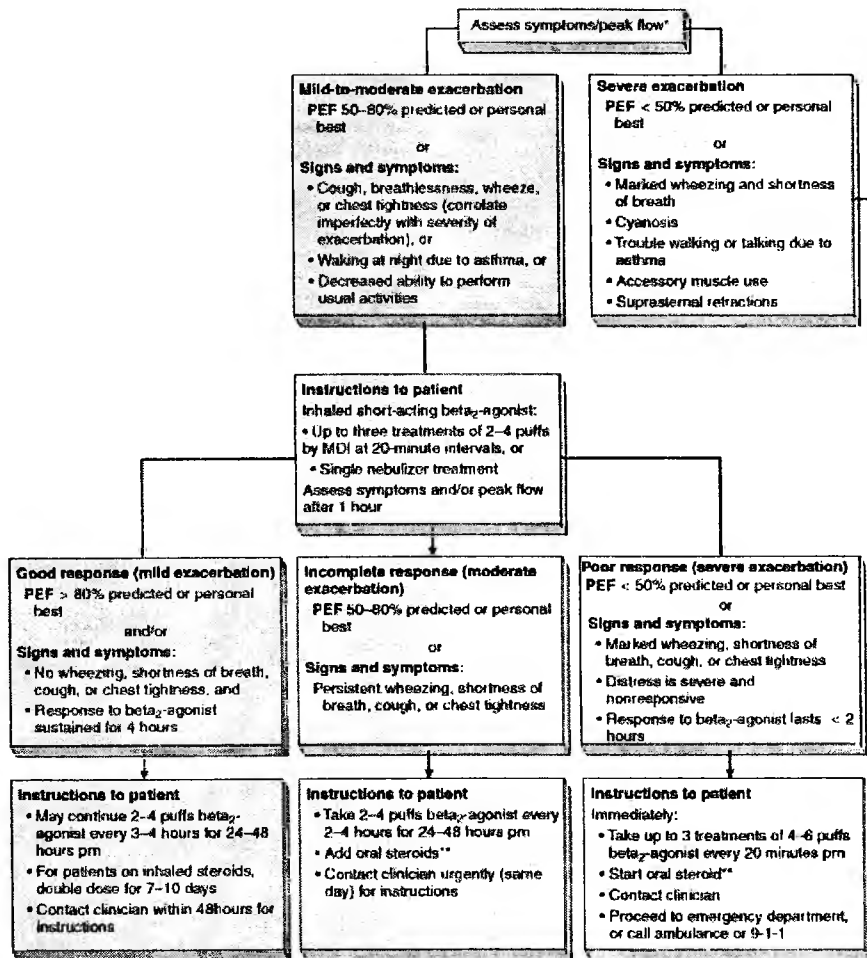 Assess symptoms/peak flow*
Mild-to-moderate exacerbation
PEF 50–80% predicted or personal
best
or
Signs and symptoms:
• Cough, breathlessness, wheeze,
or chest tightness (correlate
imperfectly with severity of
exacerbation), or
• Waking at night due to asthma, or
• Decreased ability to perform
usual activities
Severe exacerbation
PEF < 50% predicted or personal
best
or
Signs and symptoms:
• Marked wheezing and shortness
of breath
• Cyanosis
• Trouble walking or talking due to
asthma
• Accessory muscle use
• Suprasternal retractions
Instructions to patient
Inhaled short-acting beta₂-agonist:
• Up to three treatments of 2–4 puffs
by MDI at 20-minute intervals, or
• Single nebulizer treatment
Assess symptoms and/or peak flow
after 1 hour
Good response (mild exacerbation)
PEF > 80% predicted or personal
best
and/or
Signs and symptoms:
• No wheezing, shortness of breath,
cough, or chest tightness, and
• Response to beta₂-agonist
sustained for 4 hours
Incomplete response (moderate
exacerbation)
PEF 50–80% predicted or personal
best
or
Signs and symptoms:
Persistent wheezing, shortness of
breath, cough, or chest tightness
Poor response (severe exacerbation)
PEF < 50% predicted or personal best
or
Signs and symptoms:
• Marked wheezing, shortness of
breath, cough, or chest tightness
• Distress is severe and
nonresponsive
• Response to beta₂-agonist lasts < 2
hours
Instructions to patient
• May continue 2–4 puffs beta₂-
agonist every 3–4 hours for 24–48
hours prn
• For patients on inhaled steroids,
double dose for 7–10 days
• Contact clinician within 48hours for
instructions
Instructions to patient
• Take 2–4 puffs beta₂-agonist every
2–4 hours for 24–48 hours prn
• Add oral steroids**
• Contact clinician urgently (same
day) for instructions
Instructions to patient
Immediately:
• Take up to 3 treatments of 4–6 puffs
beta₂-agonist every 20 minutes prn
• Start oral steroid**
• Contact clinician
• Proceed to emergency department,
or call ambulance or 9-1-1